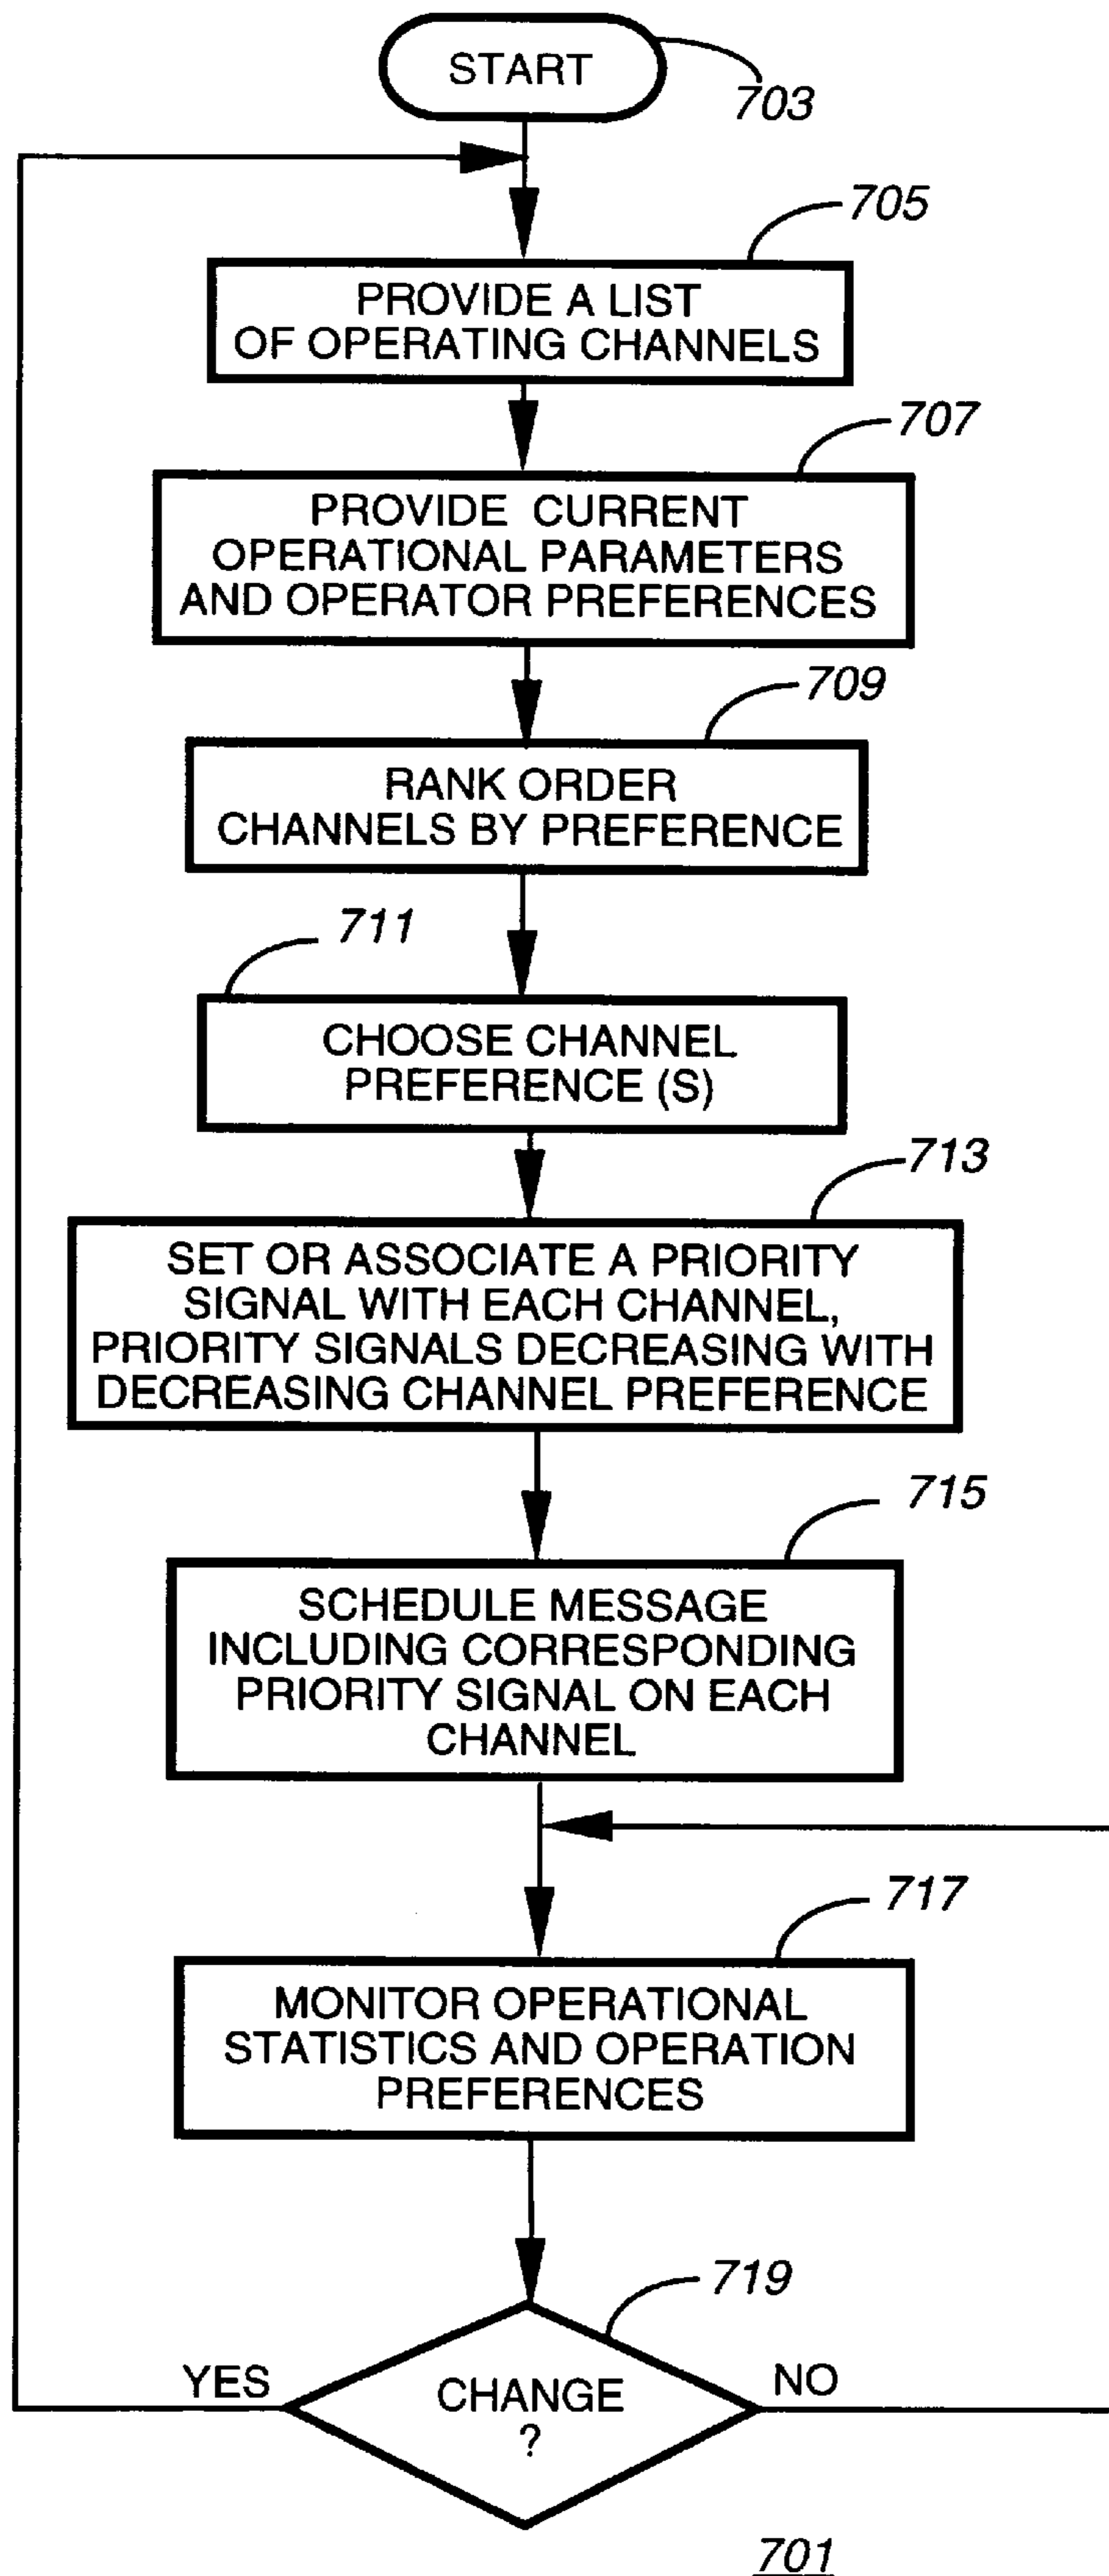 START
703
705
PROVIDE A LIST
OF OPERATING CHANNELS
707
PROVIDE CURRENT
OPERATIONAL PARAMETERS
AND OPERATOR PREFERENCES
709
RANK ORDER
CHANNELS BY PREFERENCE
711
CHOOSE CHANNEL
PREFERENCE (S)
713
SET OR ASSOCIATE A PRIORITY
SIGNAL WITH EACH CHANNEL,
PRIORITY SIGNALS DECREASING WITH
DECREASING CHANNEL PREFERENCE
715
SCHEDULE MESSAGE
INCLUDING CORRESPONDING
PRIORITY SIGNAL ON EACH
CHANNEL
717
MONITOR OPERATIONAL
STATISTICS AND OPERATION
PREFERENCES
719
YES
CHANGE
?
NO
701